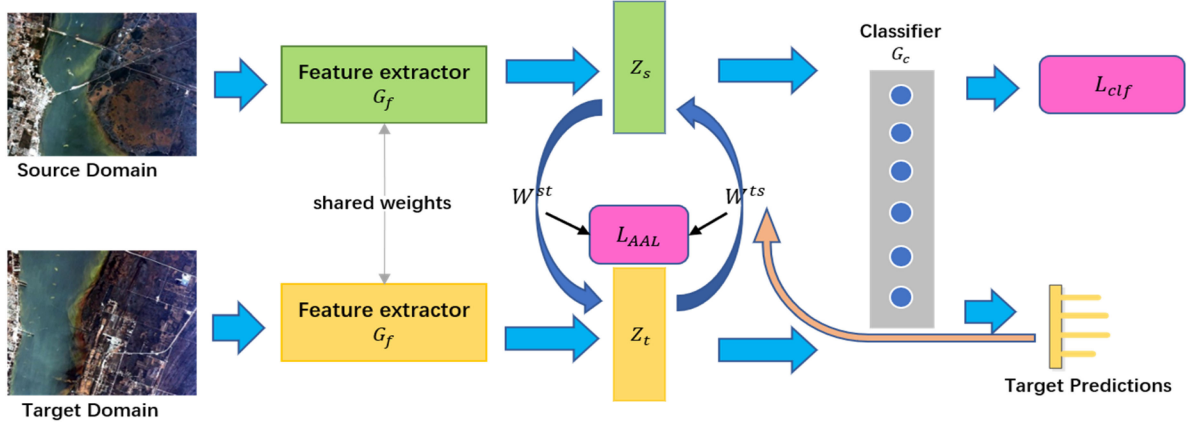 Source Domain
Feature extractor
G_f
Z_s
Classifier
G_c
L_clf
shared weights
W^st
W^ts
L_AAL
Target Domain
Feature extractor
G_f
Z_t
Target Predictions